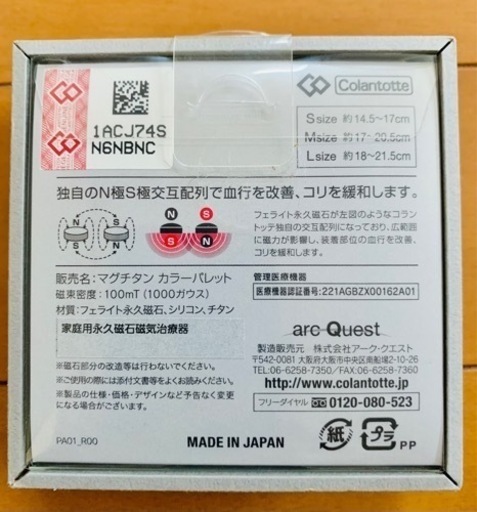 1ACJ74S
N6NBNC
Colantotte
S size 約14.5~17cm
M size 約17~20.5cm
L size 約18~21.5cm
独自のN極S極交互配列で血行を改善、コリを緩和します。
N S
S N
フェライト永久磁石が左図のようなコラン
トッテ独自の交互配列になっており、広範囲
に磁力が影響し、装着部位の血行を改善、
コリを緩和します。
販売名:マグチタン カラーパレット
磁束密度:100mT(1000ガウス)
材質:フェライト永久磁石、シリコン、チタン
家庭用永久磁石磁気治療器
管理医療機器
医療機器認証番号:221AGBZX00162A01
※磁石部分の改造等は行わないでください。
※ご使用の際には添付文書等をよくお読みください。
※製品の仕様・価格・デザインなど予告なく変更
になる場合があります。
arc Quest
製造販売元 株式会社アーク・クエスト
〒542-0081 大阪府大阪市中央区南船場2-10-26
TEL:06-6258-7350/FAX:06-6258-7360
http://www.colantotte.jp
フリーダイヤル 0120-080-523
PA01_R00
MADE IN JAPAN
紙
プラ
PP